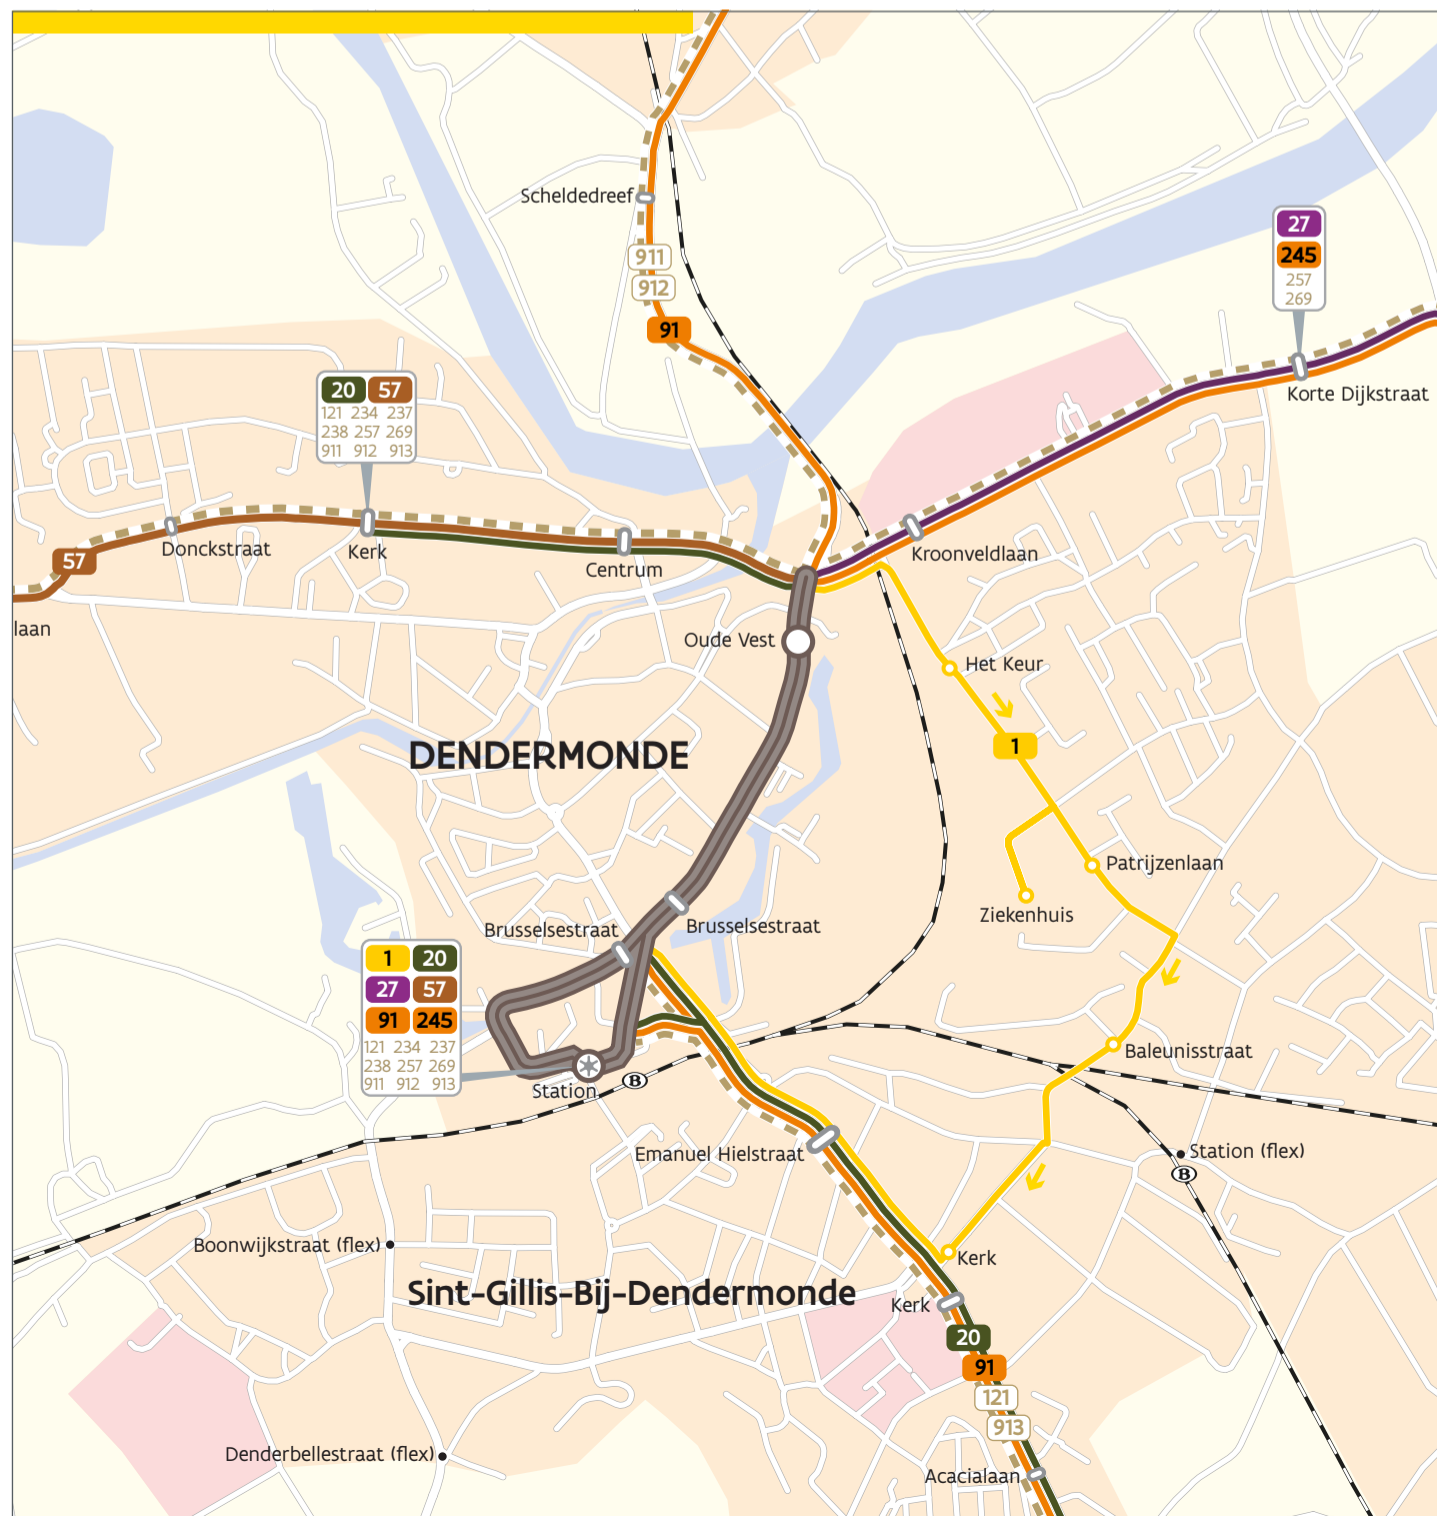 Scheldedreef
911
912
91
27
245
257
269
Korte Dijkstraat
20 57
121 234 237
238 257 269
911 912 913
57
Donckstraat
Kerk
Centrum
Kroonveldlaan
laan
Oude Vest
Het Keur
1
DENDERMONDE
Patrijzenlaan
Ziekenhuis
Brusselsestraat
Brusselsestraat
1 20
27 57
91 245
121 234 237
238 257 269
911 912 913
Station
B
Baleunisstraat
Emanuel Hielstraat
Station (flex)
B
Boonwijkstraat (flex)
Kerk
Sint-Gillis-Bij-Dendermonde
Kerk
20
91
121
913
Denderbellestraat (flex)
Acacialaan